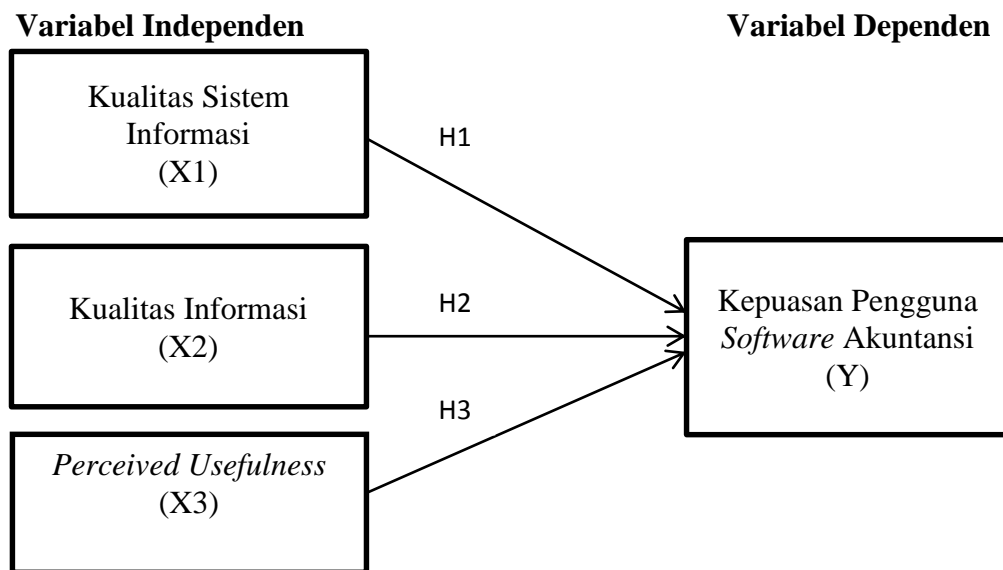 Variabel Independen
Variabel Dependen
Kualitas Sistem
Informasi
(X1)
H1
Kualitas Informasi
(X2)
H2
Kepuasan Pengguna
Software Akuntansi
(Y)
H3
Perceived Usefulness
(X3)